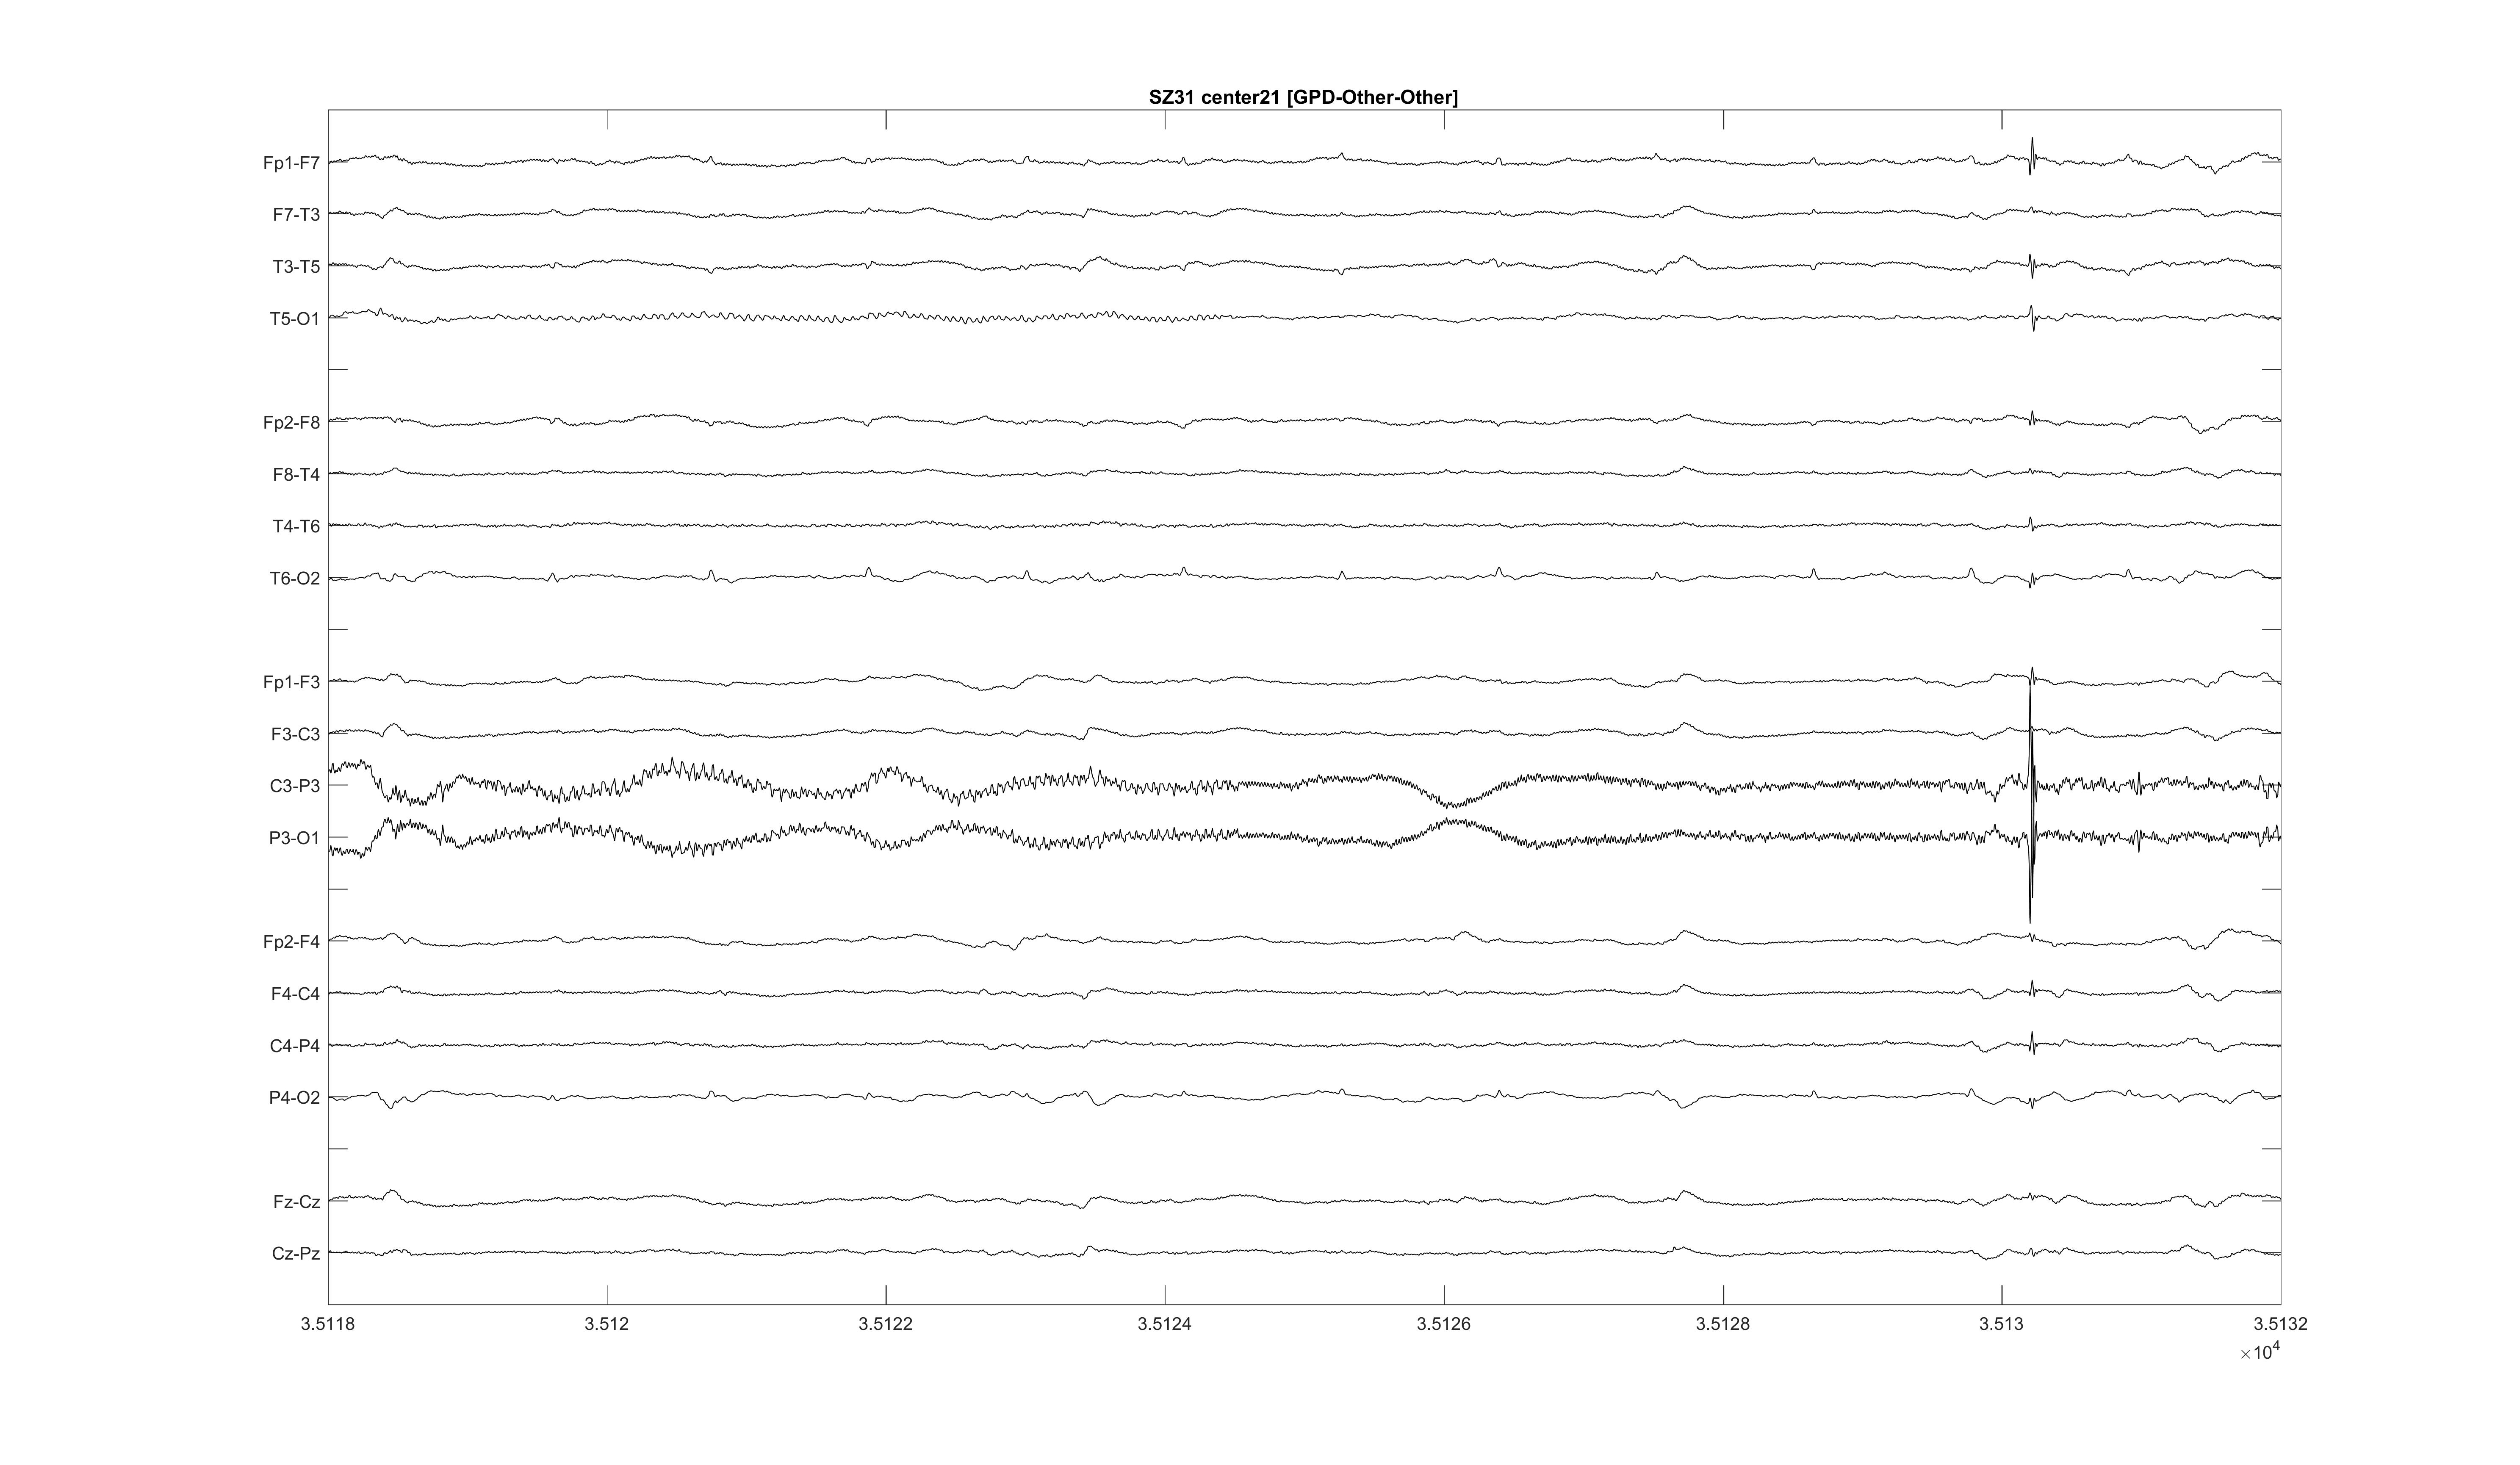 SZ31 center21 [GPD-Other-Other]
Fp1-F7
F7-T3
T3-T5
T5-O1
Fp2-F8
F8-T4
T4-T6
T6-O2
Fp1-F3
F3-C3
C3-P3
P3-O1
Fp2-F4
F4-C4
C4-P4
P4-O2
Fz-Cz
Cz-Pz
3.5118 3.512 3.5122 3.5124 3.5126 3.5128 3.513 3.5132
×10⁴